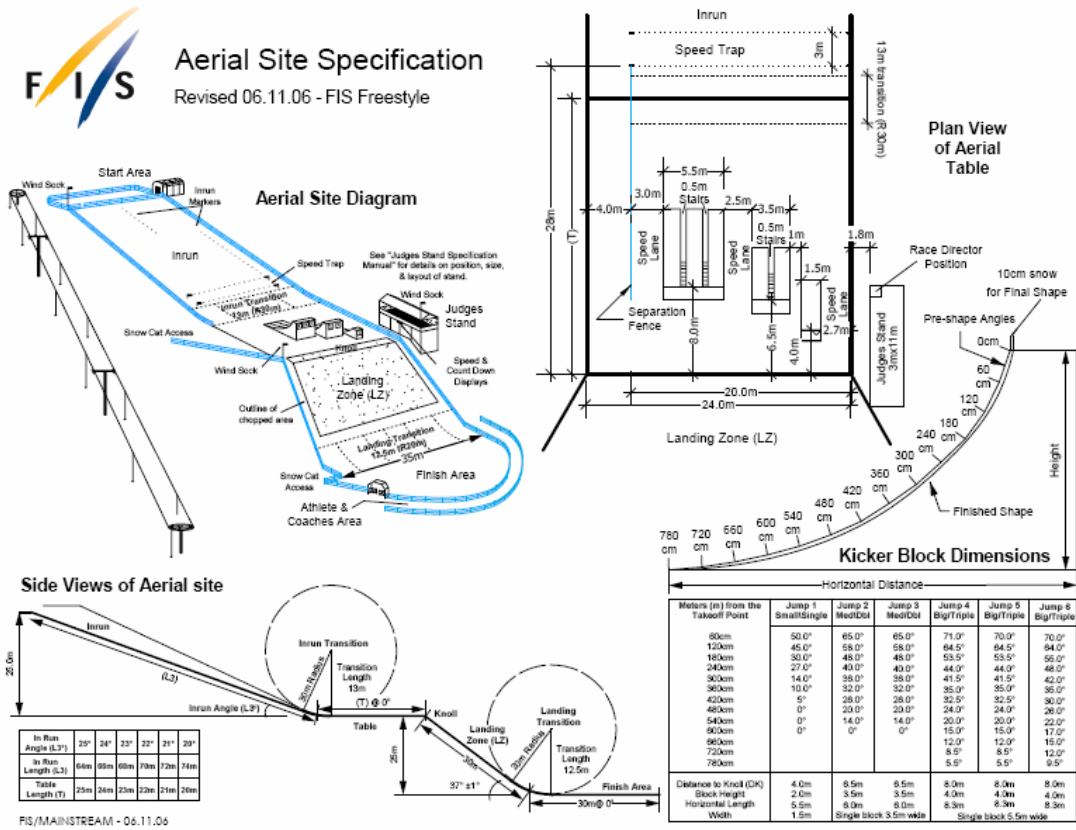 FIS
Aerial Site Specification
Revised 06.11.06 - FIS Freestyle
Aerial Site Diagram
Wind Sock
Start Area
Inrun
Markers
Inrun
Speed Trap
Inrun Transition
13m (R30m)
See "Judges Stand Specification
Manual" for details on position, size,
& layout of stand.
Wind Sock
Judges
Stand
Snow Cat Access
Wind Sock
Knoll
Landing
Zone (LZ)
Speed &
Count Down
Displays
Outline of
chopped area
Landing Transition
12.5m (R20m)
35m
Finish Area
Snow Cat
Access
Athlete &
Coaches Area
Inrun
Speed Trap
3m
13m transition (R30m)
Plan View
of Aerial
Table
28m
(T)
4.0m
3.0m
5.5m
0.5m
Stairs
2.5m
3.5m
0.5m
Stairs
1m
1.5m
1.8m
Speed
Lane
Speed
Lane
Speed
Lane
2.7m
Separation
Fence
8.0m
6.5m
4.0m
20.0m
24.0m
Landing Zone (LZ)
Judges Stand
3mx11m
Race Director
Position
10cm snow
for Final Shape
Pre-shape Angles
0cm
60
cm
120
cm
180
cm
240
cm
300
cm
360
cm
420
cm
480
cm
540
cm
600
cm
660
cm
720
cm
780
cm
Height
Finished Shape
Kicker Block Dimensions
Horizontal Distance
Meters (m) from the Takeoff Point Jump 1 Small/Single Jump 2 Med/Dbl Jump 3 Med/Dbl Jump 4 Big/Triple Jump 5 Big/Triple Jump 6 Big/Triple
60cm 50.0° 65.0° 65.0° 71.0° 70.0° 70.0°
120cm 45.0° 58.0° 58.0° 64.5° 64.5° 64.0°
180cm 30.0° 48.0° 48.0° 53.5° 53.5° 55.0°
240cm 27.0° 40.0° 40.0° 44.0° 44.0° 48.0°
300cm 14.0° 36.0° 36.0° 41.5° 41.5° 42.0°
360cm 10.0° 32.0° 32.0° 35.0° 35.0° 35.0°
420cm 5° 26.0° 26.0° 32.5° 32.5° 30.0°
480cm 0° 20.0° 20.0° 24.0° 24.0° 26.0°
540cm 0° 14.0° 14.0° 20.0° 20.0° 22.0°
600cm 0° 0° 0° 15.0° 15.0° 17.0°
660cm 12.0° 12.0° 15.0°
720cm 8.5° 8.5° 12.0°
780cm 5.5° 5.5° 9.5°
Distance to Knoll (DK) 4.0m 6.5m 6.5m 8.0m 8.0m 8.0m
Block Height 2.0m 3.5m 3.5m 4.0m 4.0m 4.0m
Horizontal Length 5.5m 6.0m 6.0m 8.3m 8.3m 8.3m
Width 1.5m Single block 3.5m wide Single block 5.5m wide
Side Views of Aerial site
Inrun
(L3)
Inrun Angle (L3°)
Inrun Transition
30m Radius
Transition
Length
13m
(T) @ 0°
Table
Knoll
25m
Landing
Zone (LZ)
30m
37° ±1°
Landing
Transition
Transition
Length
12.5m
Finish Area
30m@ 0°
In Run Angle (L3°) 25° 24° 23° 22° 21° 20°
In Run Length (L3) 64m 66m 68m 70m 72m 74m
Table Length (T) 25m 24m 23m 22m 21m 20m
FIS/MAINSTREAM - 06.11.06